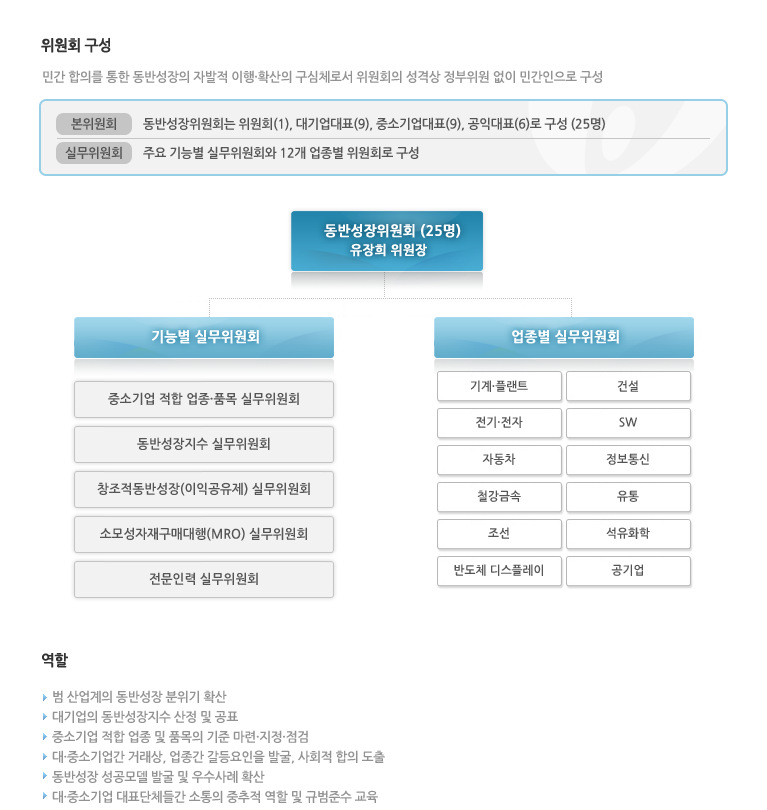 위원회 구성
민간 합의를 통한 동반성장의 자발적 이행·확산의 구심체로서 위원회의 성격상 정부위원 없이 민간인으로 구성
본위원회 동반성장위원회는 위원회(1), 대기업대표(9), 중소기업대표(9), 공익대표(6)로 구성 (25명)
실무위원회 주요 기능별 실무위원회와 12개 업종별 위원회로 구성
동반성장위원회 (25명)
유장희 위원장
기능별 실무위원회
중소기업 적합 업종·품목 실무위원회
동반성장지수 실무위원회
창조적동반성장(이익공유제) 실무위원회
소모성자재구매대행(MRO) 실무위원회
전문인력 실무위원회
업종별 실무위원회
기계·플랜트 건설
전기·전자 SW
자동차 정보통신
철강금속 유통
조선 석유화학
반도체 디스플레이 공기업
역할
범 산업계의 동반성장 분위기 확산
대기업의 동반성장지수 산정 및 공표
중소기업 적합 업종 및 품목의 기준 마련·지정·점검
대·중소기업간 거래상, 업종간 갈등요인을 발굴, 사회적 합의 도출
동반성장 성공모델 발굴 및 우수사례 확산
대·중소기업 대표단체들간 소통의 중추적 역할 및 규범준수 교육